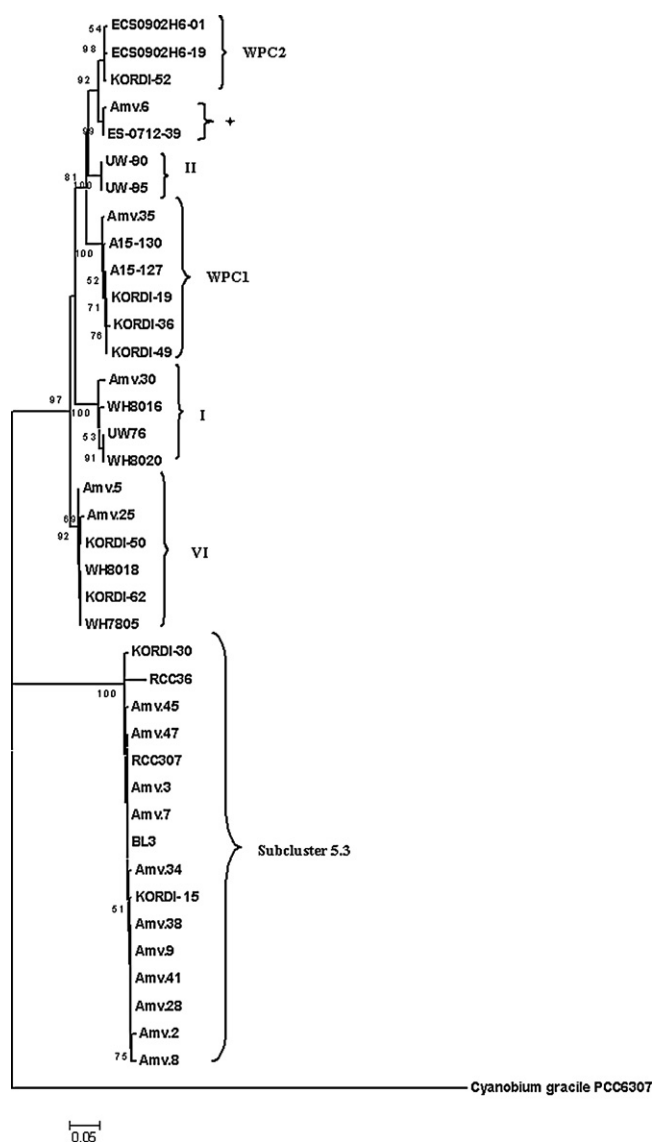 54
ECS0902H6-01
98
ECS0902H6-19
WPC2
92
KORDI-52
Amv.6
+
99
ES-0712-39
UW-90
II
81
100
UW-95
Amv.35
A15-130
100
A15-127
WPC1
52
KORDI-19
71
KORDI-36
76
KORDI-49
Amv.30
97
100
WH8016
I
53
UW76
91
WH8020
Amv.5
69
Amv.25
92
KORDI-50
VI
WH8018
KORDI-62
WH7805
KORDI-30
100
RCC36
Amv.45
Amv.47
RCC307
Amv.3
Amv.7
BL3
Subcluster 5.3
Amv.34
KORDI-15
51
Amv.38
Amv.9
Amv.41
Amv.28
Amv.2
75
Amv.8
Cyanobium gracile PCC6307
0.05